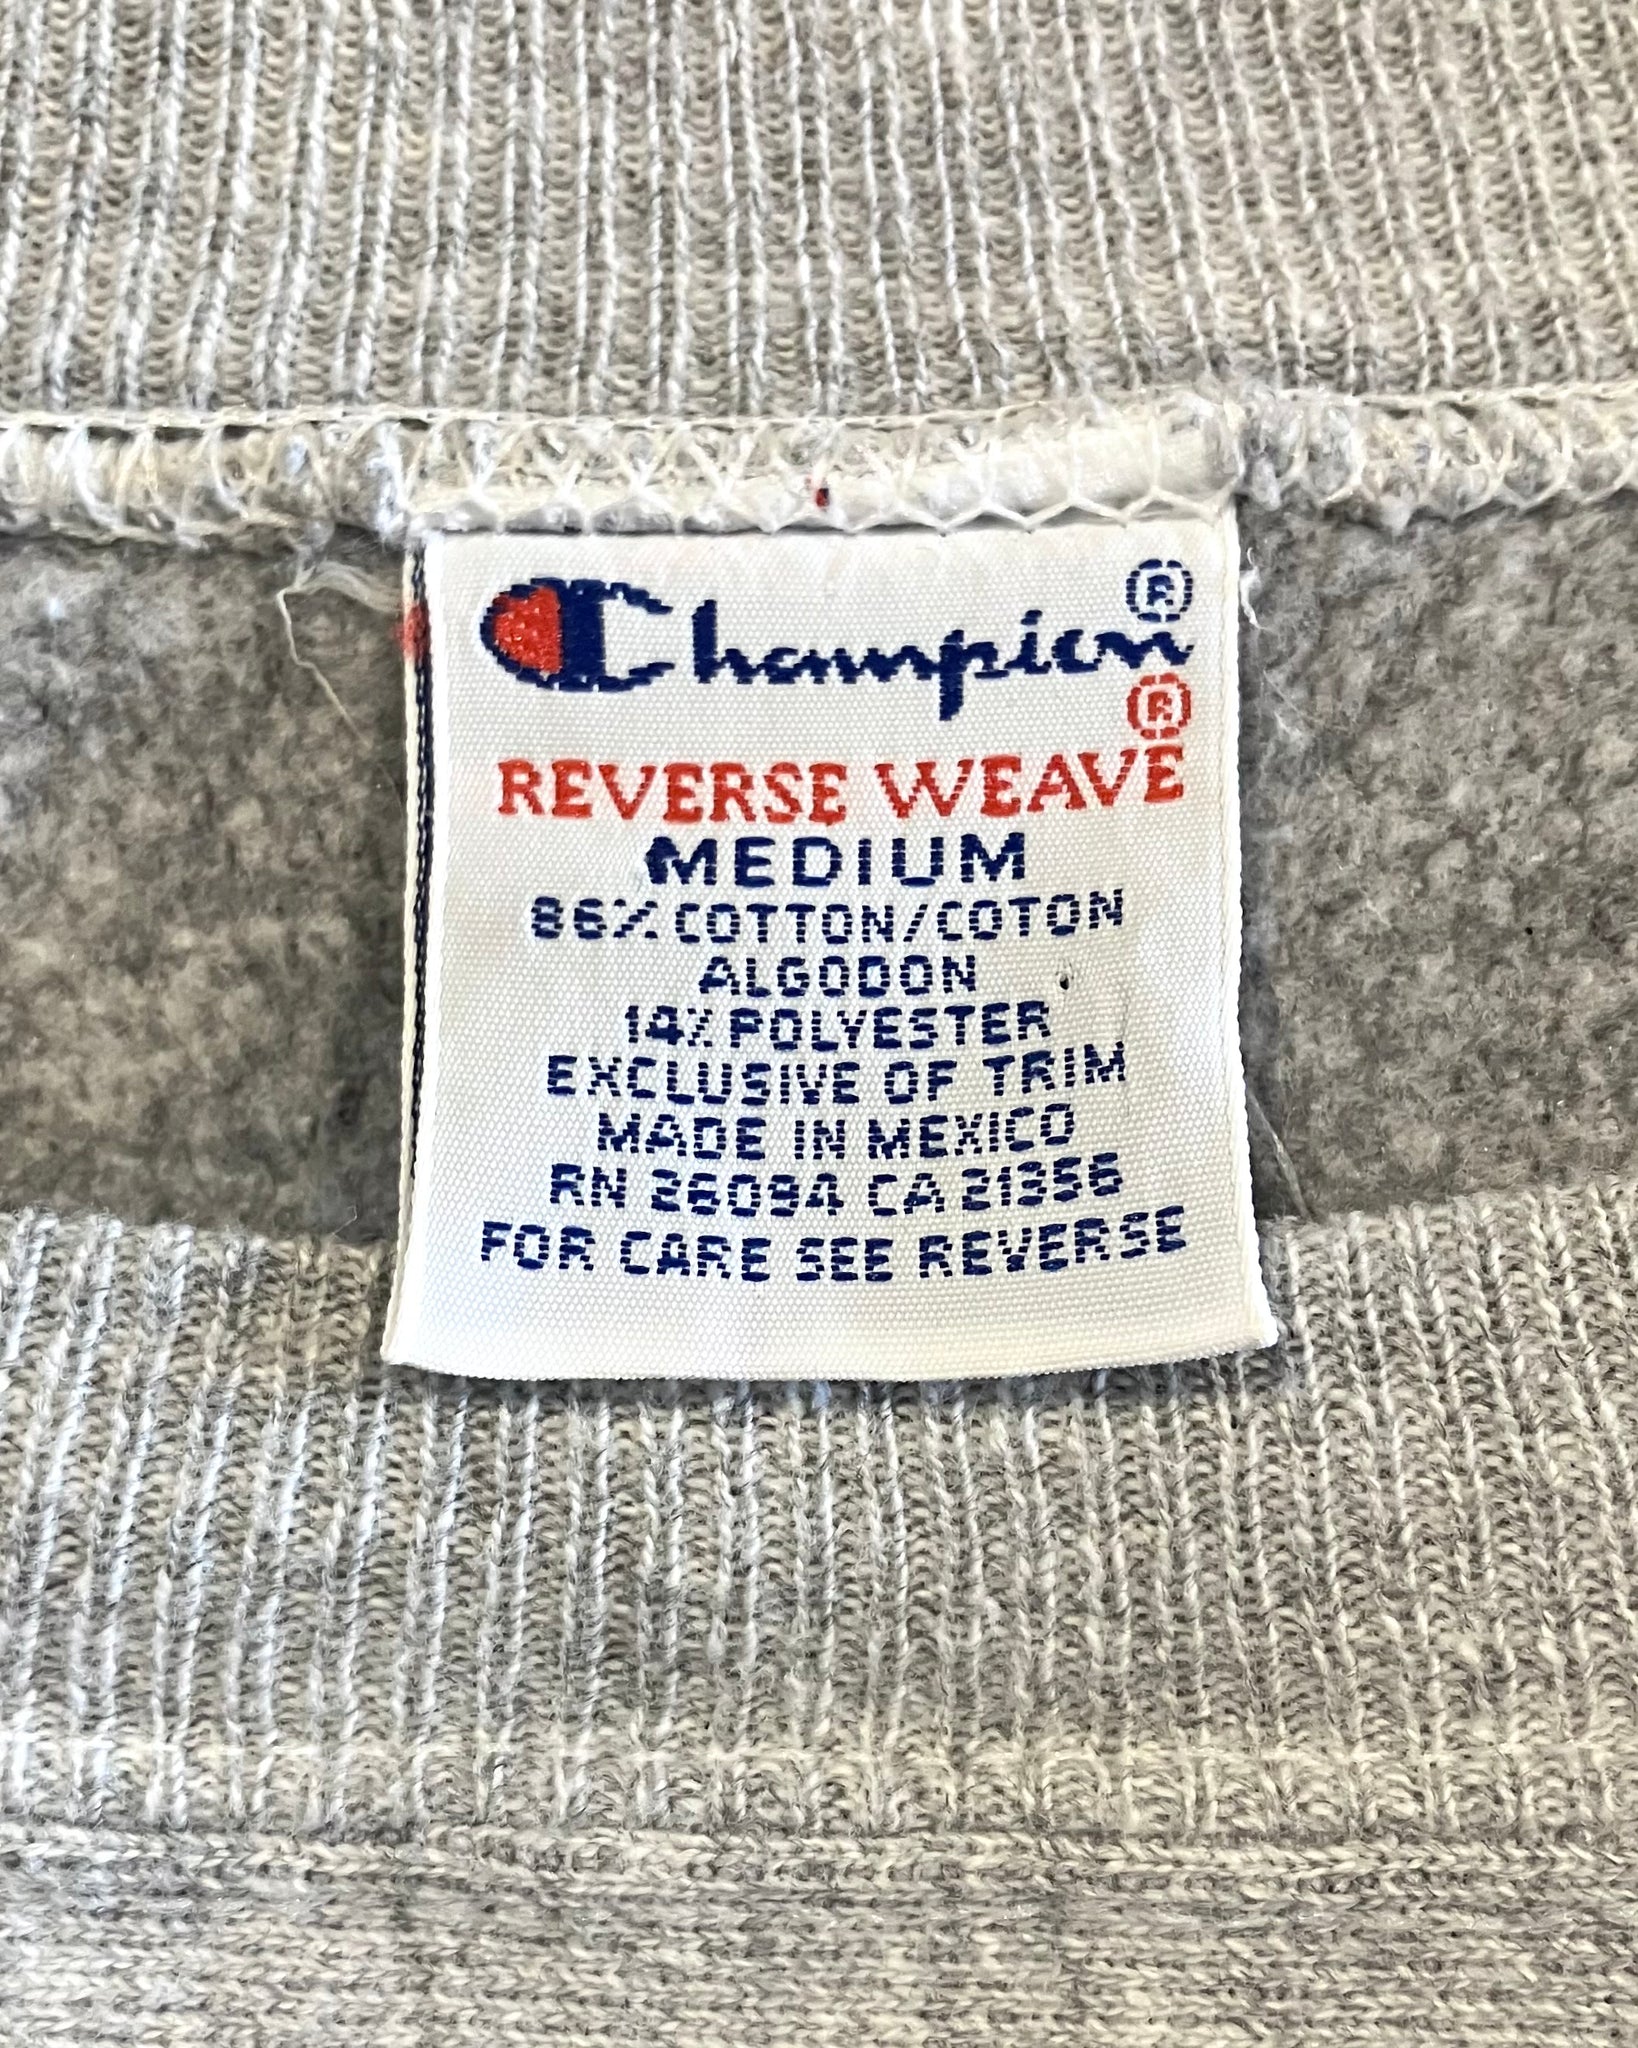 Champion®
®
REVERSE WEAVE
MEDIUM
86% COTTON/COTON
ALGODON
14% POLYESTER
EXCLUSIVE OF TRIM
MADE IN MEXICO
RN 26094 CA 21356
FOR CARE SEE REVERSE